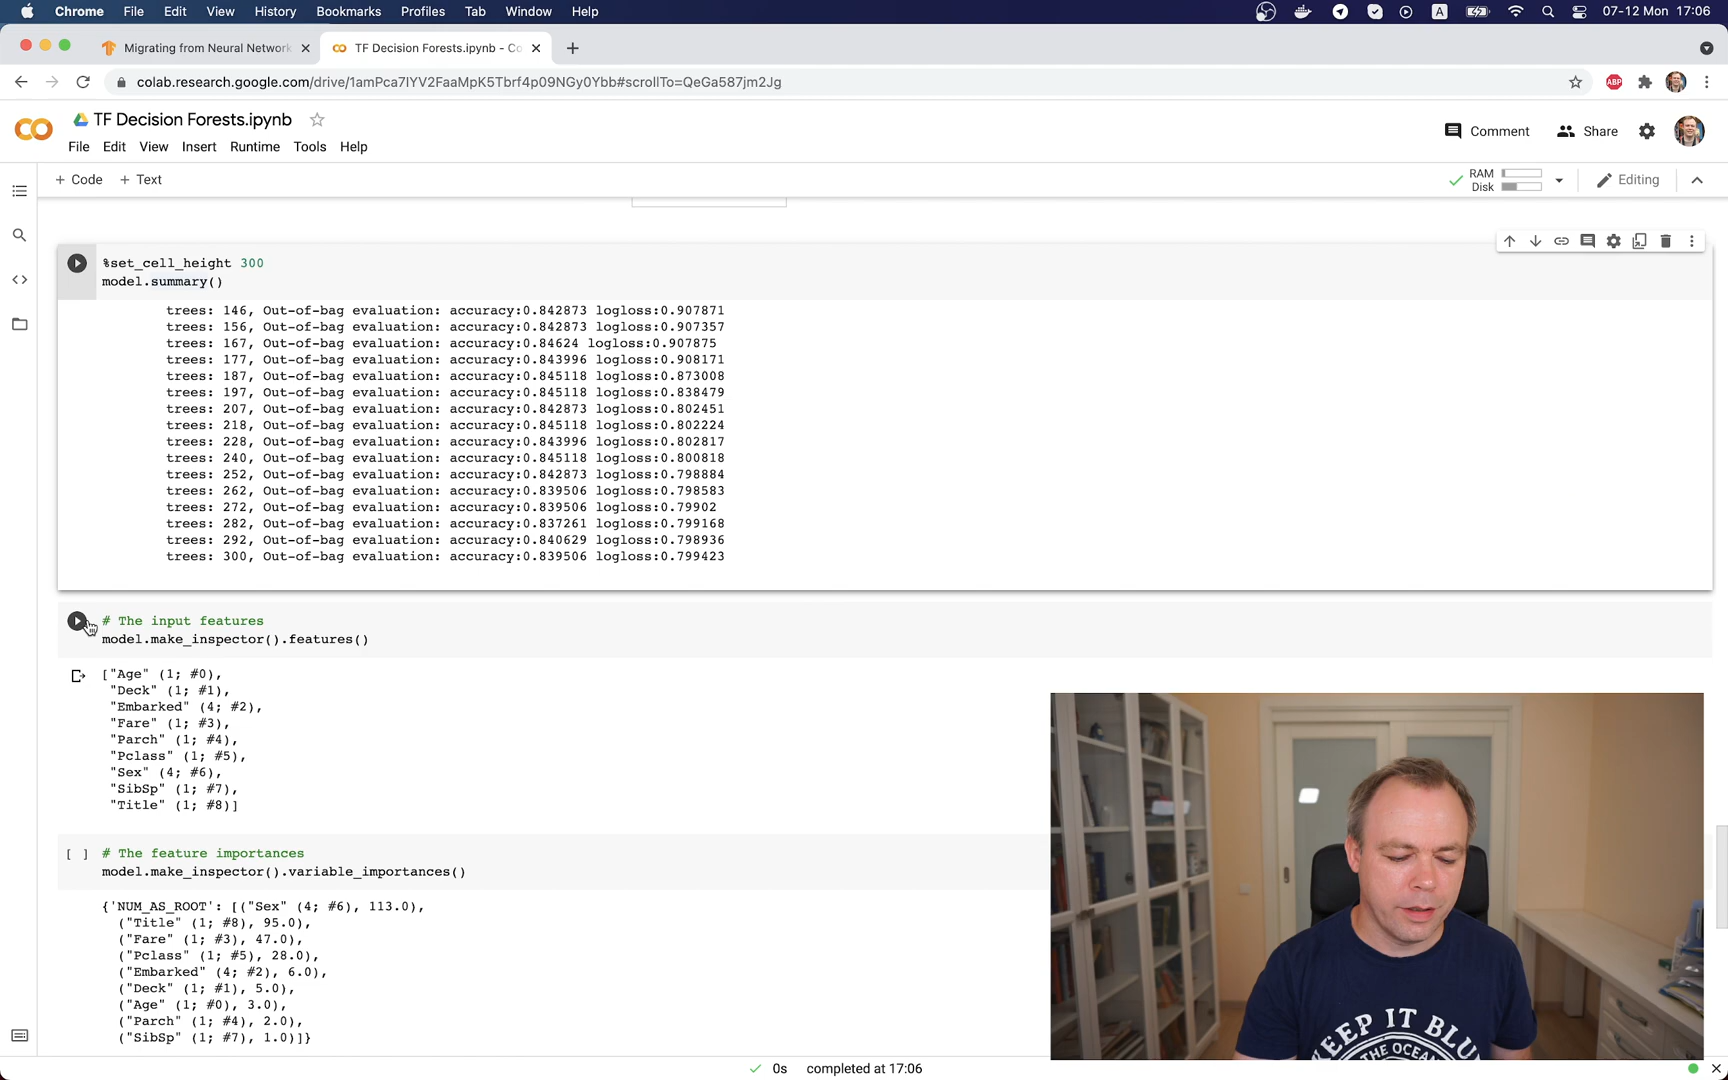 Chrome File Edit View History Bookmarks Profiles Tab Window Help
A
07-12 Mon 17:06
Migrating from Neural Network
TF Decision Forests.ipynb - Co
colab.research.google.com/drive/1amPca7IYV2FaaMpK5Tbrf4p09NGy0Ybb#scrollTo=QeGa587jm2Jg
ABP
TF Decision Forests.ipynb
Comment
Share
File Edit View Insert Runtime Tools Help
+ Code + Text
RAM
Disk
Editing
%set_cell_height 300
model.summary()
trees: 146, Out-of-bag evaluation: accuracy:0.842873 logloss:0.907871
trees: 156, Out-of-bag evaluation: accuracy:0.842873 logloss:0.907357
trees: 167, Out-of-bag evaluation: accuracy:0.84624 logloss:0.907875
trees: 177, Out-of-bag evaluation: accuracy:0.843996 logloss:0.908171
trees: 187, Out-of-bag evaluation: accuracy:0.845118 logloss:0.873008
trees: 197, Out-of-bag evaluation: accuracy:0.845118 logloss:0.838479
trees: 207, Out-of-bag evaluation: accuracy:0.842873 logloss:0.802451
trees: 218, Out-of-bag evaluation: accuracy:0.845118 logloss:0.802224
trees: 228, Out-of-bag evaluation: accuracy:0.843996 logloss:0.802817
trees: 240, Out-of-bag evaluation: accuracy:0.845118 logloss:0.800818
trees: 252, Out-of-bag evaluation: accuracy:0.842873 logloss:0.798884
trees: 262, Out-of-bag evaluation: accuracy:0.839506 logloss:0.798583
trees: 272, Out-of-bag evaluation: accuracy:0.839506 logloss:0.79902
trees: 282, Out-of-bag evaluation: accuracy:0.837261 logloss:0.799168
trees: 292, Out-of-bag evaluation: accuracy:0.840629 logloss:0.798936
trees: 300, Out-of-bag evaluation: accuracy:0.839506 logloss:0.799423
# The input features
model.make_inspector().features()
["Age" (1; #0),
"Deck" (1; #1),
"Embarked" (4; #2),
"Fare" (1; #3),
"Parch" (1; #4),
"Pclass" (1; #5),
"Sex" (4; #6),
"SibSp" (1; #7),
"Title" (1; #8)]
[ ] # The feature importances
model.make_inspector().variable_importances()
{'NUM_AS_ROOT': [("Sex" (4; #6), 113.0),
("Title" (1; #8), 95.0),
("Fare" (1; #3), 47.0),
("Pclass" (1; #5), 28.0),
("Embarked" (4; #2), 6.0),
("Deck" (1; #1), 5.0),
("Age" (1; #0), 3.0),
("Parch" (1; #4), 2.0),
("SibSp" (1; #7), 1.0)]}
KEEP IT BLU
THE OCEAN
0s completed at 17:06